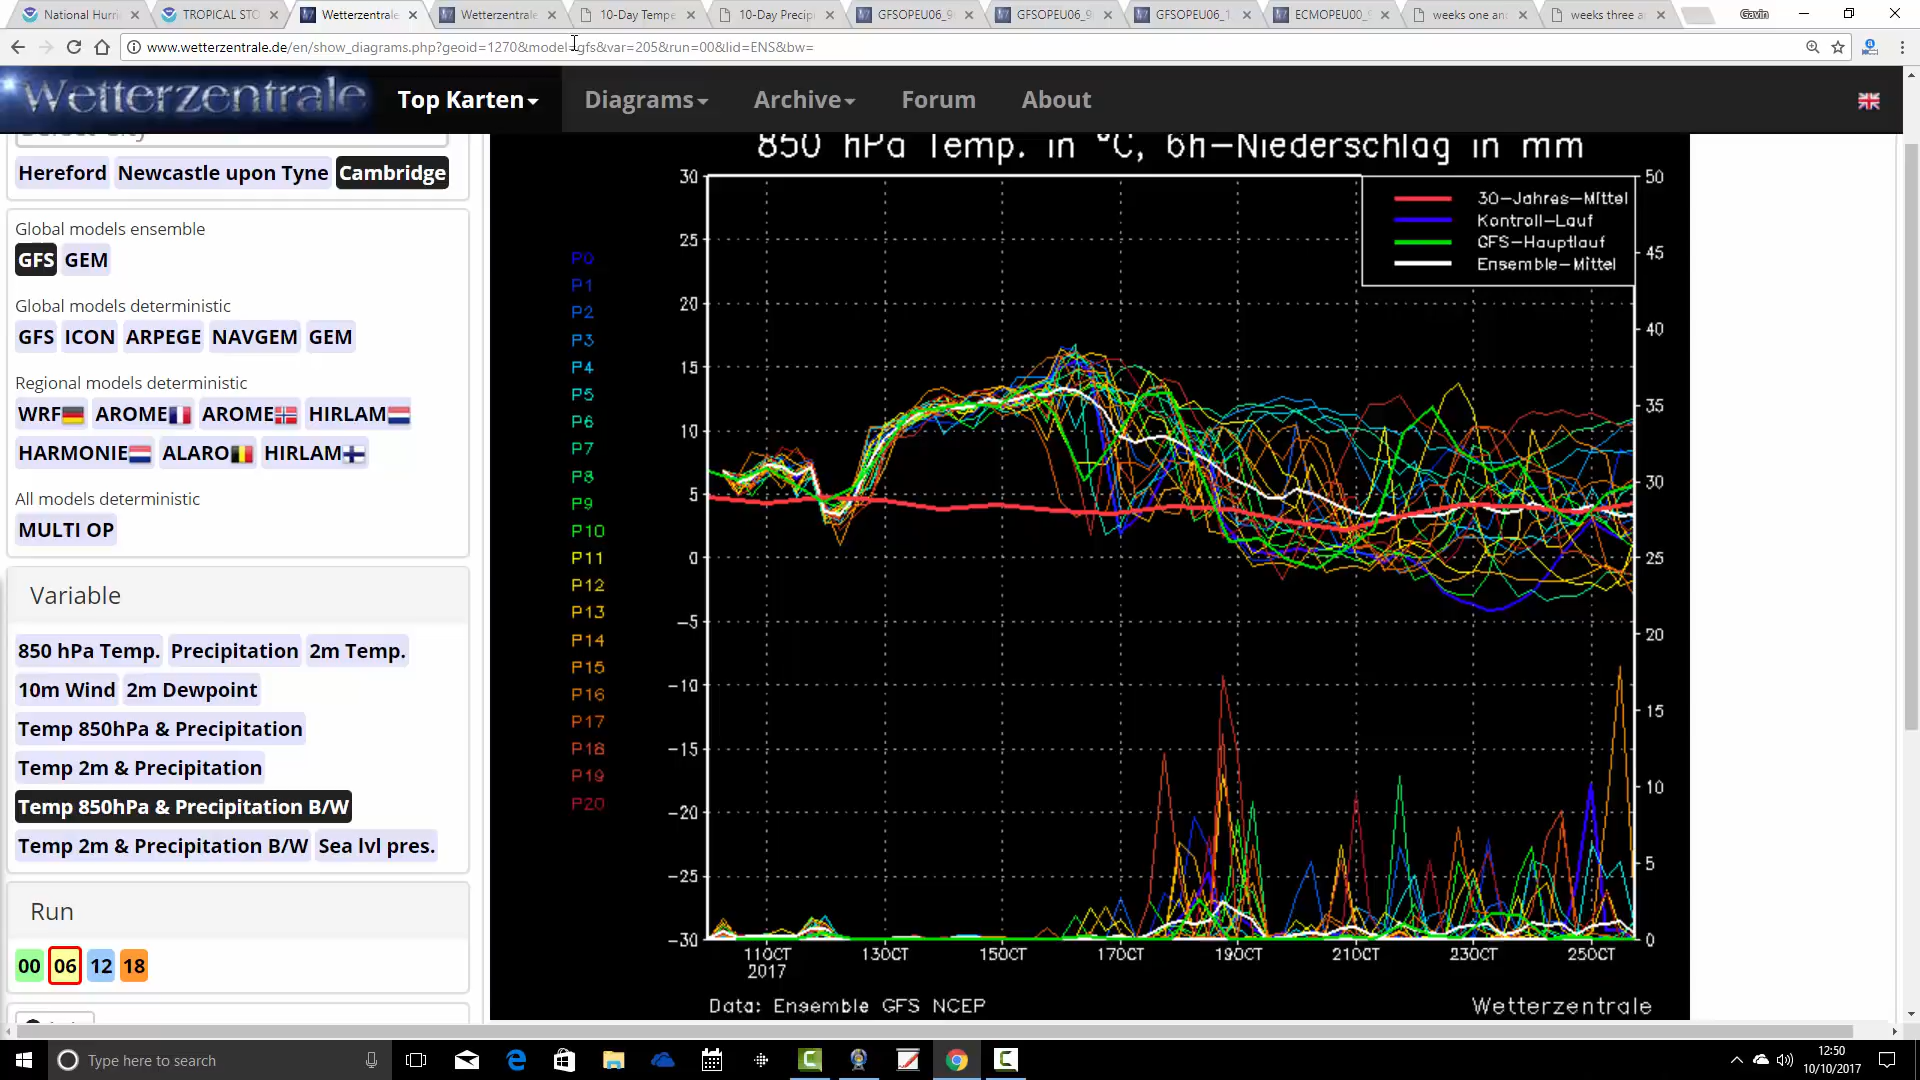 National Hurri
TROPICAL STO
Wetterzentrale
Wetterzentrale
10-Day Tempe
10-Day Precip
GFSOPEU06_9
GFSOPEU06_9
GFSOPEU06_1
ECMOPEU00_9
weeks one an
weeks three a
Gavin
www.wetterzentrale.de/en/show_diagrams.php?geoid=1270&model=gfs&var=205&run=00&lid=ENS&bw=
Wetterzentrale
Top Karten
Diagrams
Archive
Forum
About
Select City
Hereford
Newcastle upon Tyne
Cambridge
Global models ensemble
GFS GEM
Global models deterministic
GFS ICON ARPEGE NAVGEM GEM
Regional models deterministic
WRF AROME AROME HIRLAM
HARMONIE ALARO HIRLAM
All models deterministic
MULTI OP
Variable
850 hPa Temp. Precipitation 2m Temp.
10m Wind 2m Dewpoint
Temp 850hPa & Precipitation
Temp 2m & Precipitation
Temp 850hPa & Precipitation B/W
Temp 2m & Precipitation B/W Sea lvl pres.
Run
00 06 12 18
850 hPa Temp. in °C, 6h-Niederschlag in mm
30-Jahres-Mittel
Kontroll-Lauf
GFS-Hauptlauf
Ensemble-Mittel
P0
P1
P2
P3
P4
P5
P6
P7
P8
P9
P10
P11
P12
P13
P14
P15
P16
P17
P18
P19
P20
30
25
20
15
10
5
0
-5
-10
-15
-20
-25
-30
50
45
40
35
30
25
20
15
10
5
0
11OCT 13OCT 15OCT 17OCT 19OCT 21OCT 23OCT 25OCT
2017
Data: Ensemble GFS NCEP
Wetterzentrale
Type here to search
12:50
10/10/2017